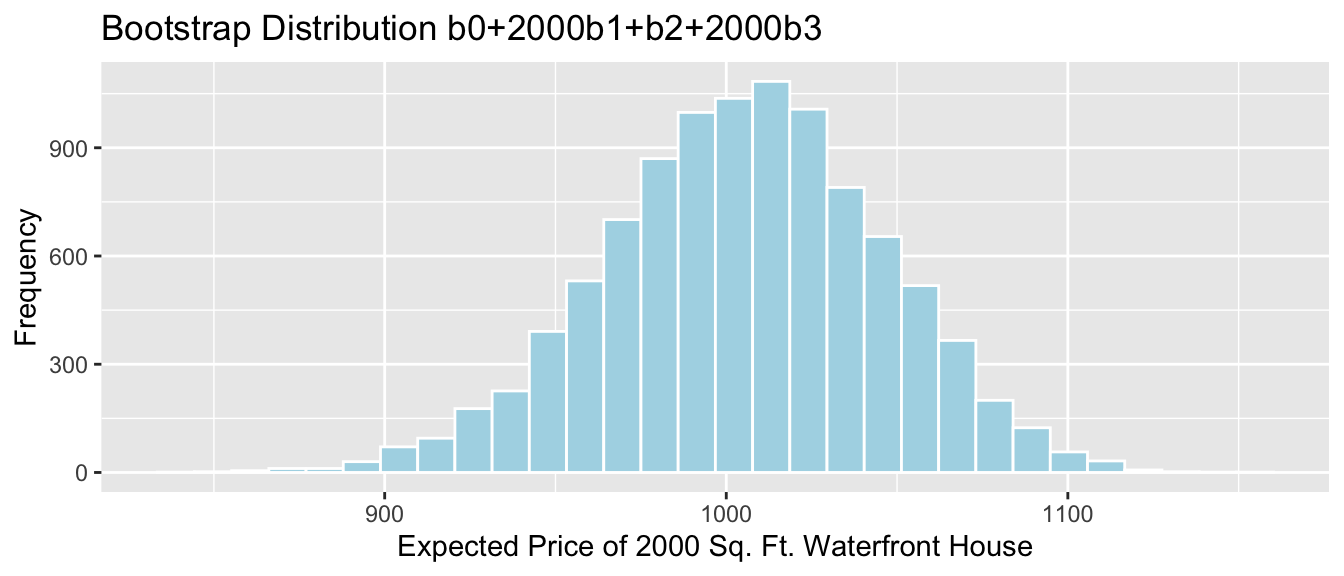 Bootstrap Distribution b0+2000b1+b2+2000b3
Frequency
900
600
300
0
900 1000 1100
Expected Price of 2000 Sq. Ft. Waterfront House